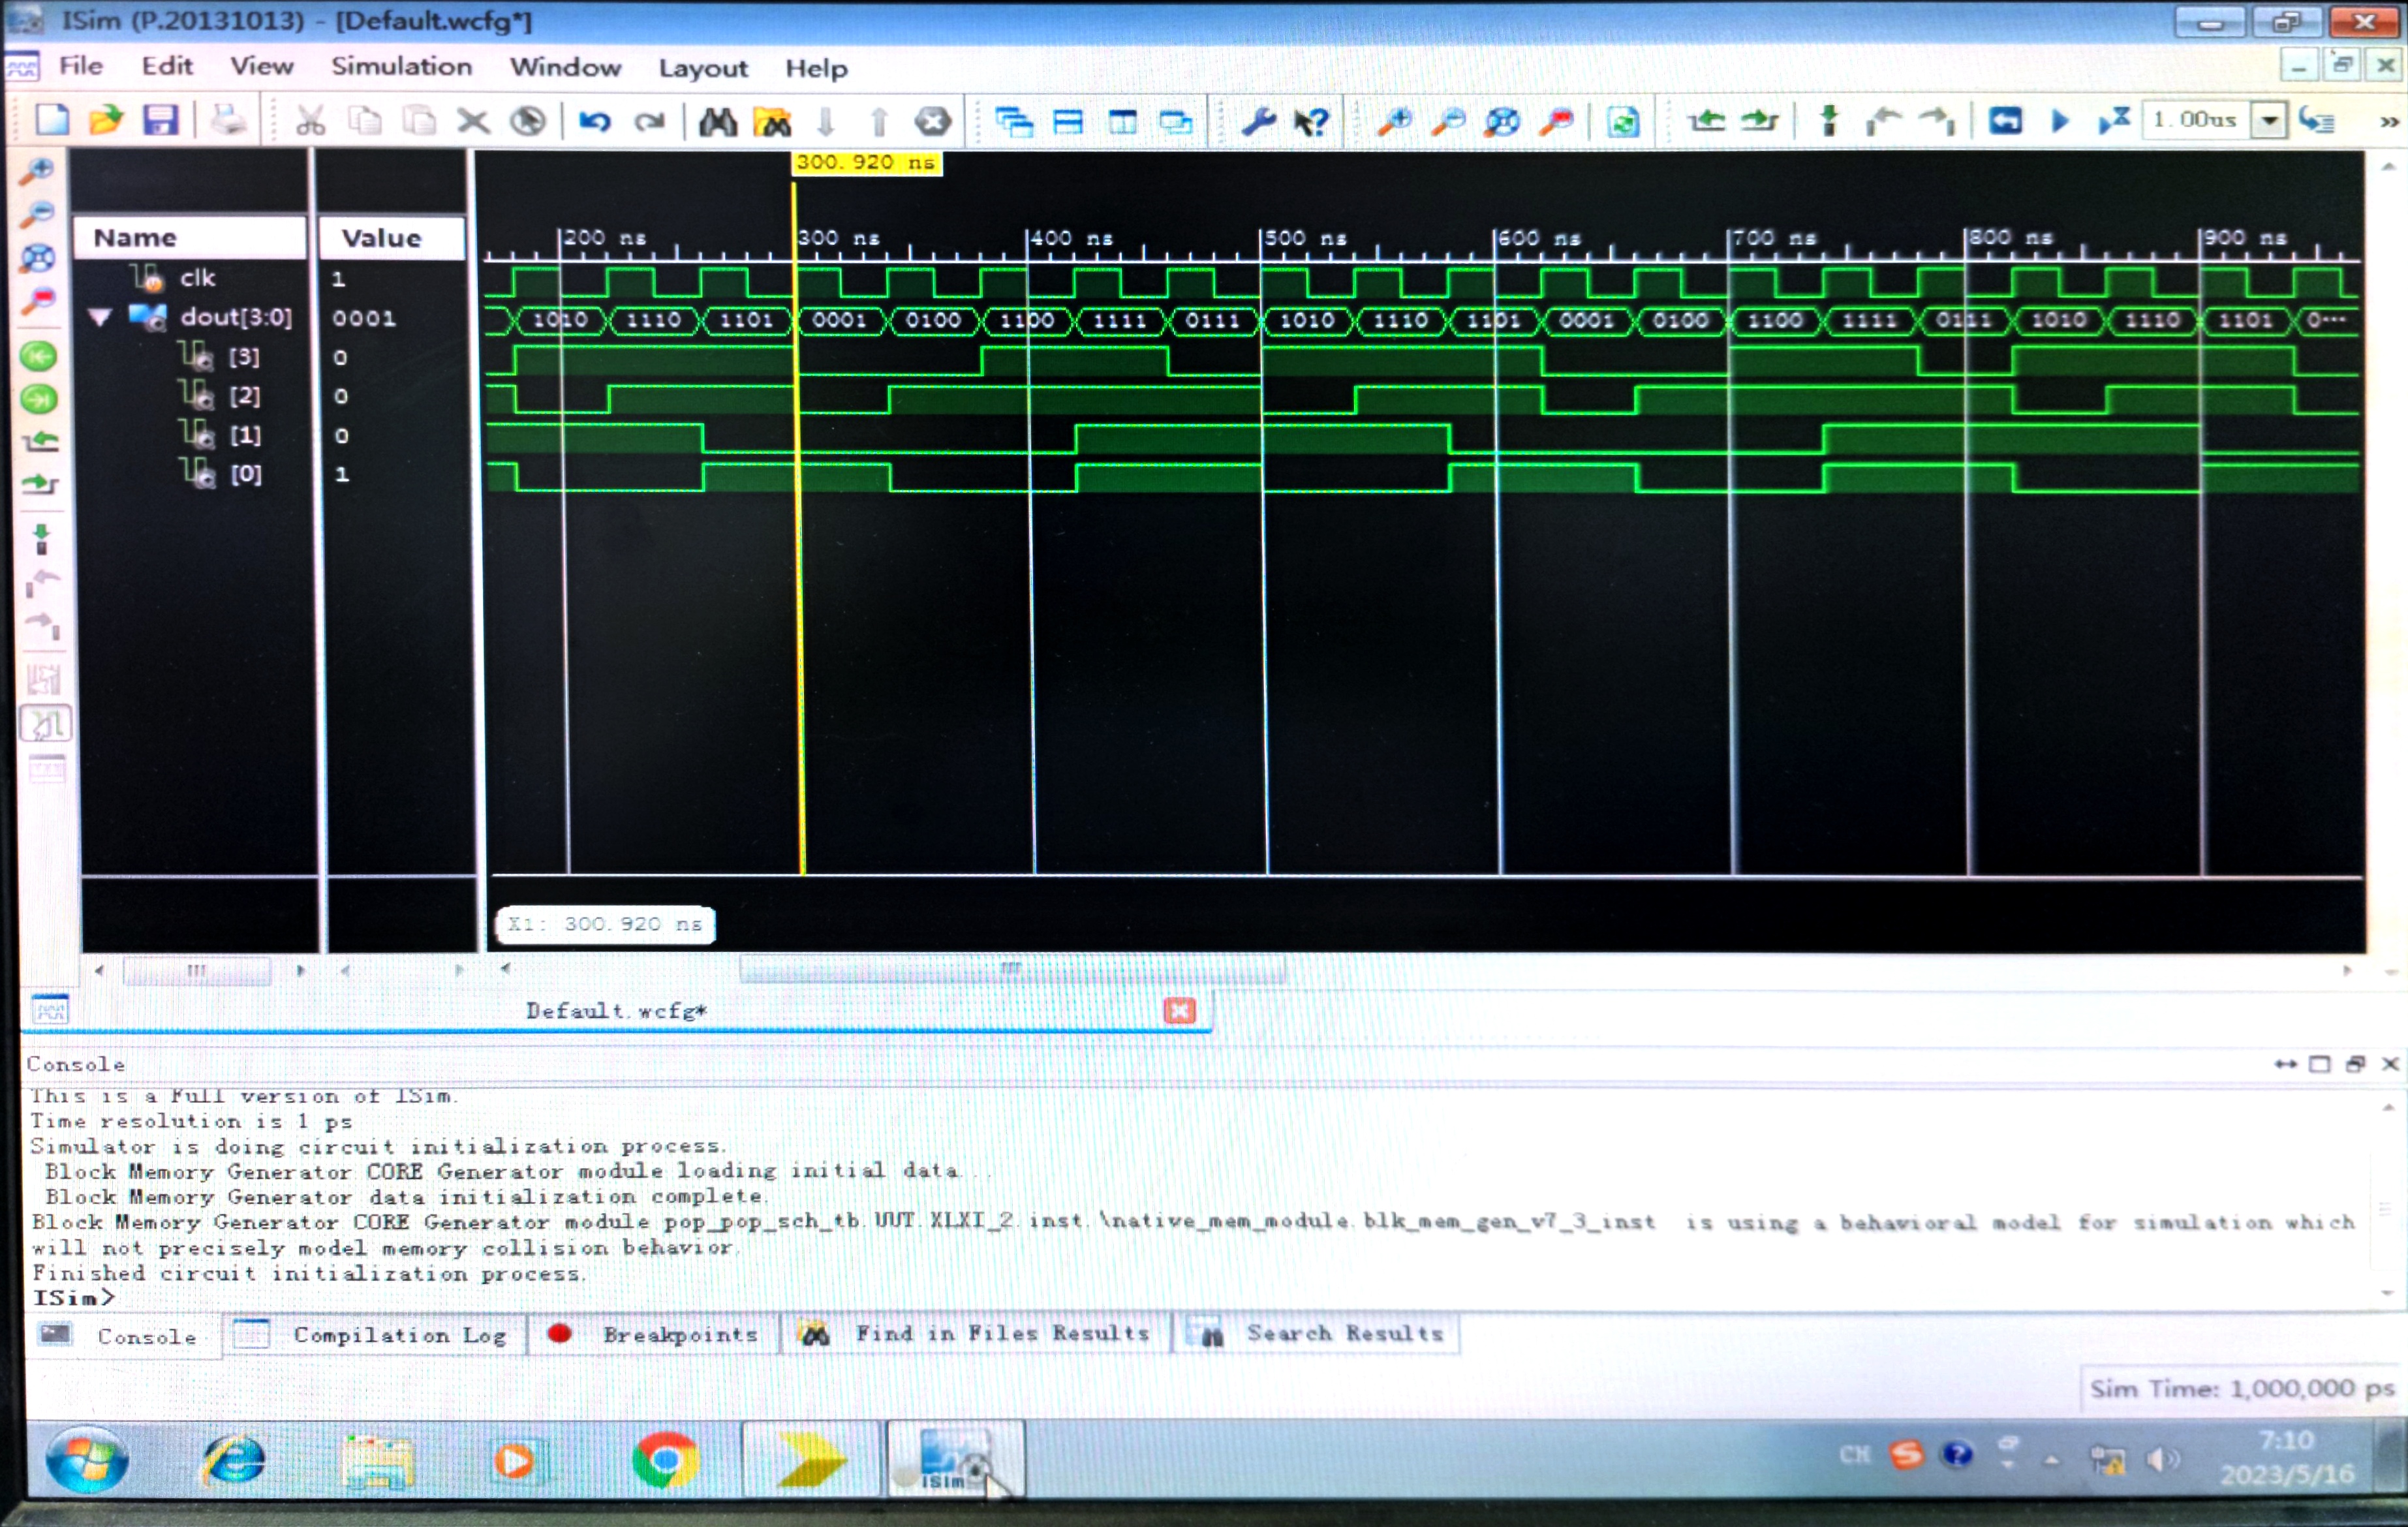 ISim (P.20131013) - [Default.wcfg*]
File Edit View Simulation Window Layout Help
1.00us
300.920 ns
Name Value
200 ns 300 ns 400 ns 500 ns 600 ns 700 ns 800 ns 900 ns
clk 1
dout[3:0] 0001 1010 1110 1101 0001 0100 1100 1111 0111 1010 1110 1101 0001 0100 1100 1111 0111 1010 1110 1101 0...
[3] 0
[2] 0
[1] 0
[0] 1
X1: 300.920 ns
Default.wcfg*
Console
This is a Full version of ISim.
Time resolution is 1 ps
Simulator is doing circuit initialization process.
Block Memory Generator CORE Generator module loading initial data...
Block Memory Generator data initialization complete.
Block Memory Generator CORE Generator module pop_pop_sch_tb.UUT.XLXI_2.inst.\native_mem_module.blk_mem_gen_v7_3_inst is using a behavioral model for simulation which
will not precisely model memory collision behavior.
Finished circuit initialization process.
ISim>
Console Compilation Log Breakpoints Find in Files Results Search Results
Sim Time: 1,000,000 ps
ISim
CH
7:10
2023/5/16